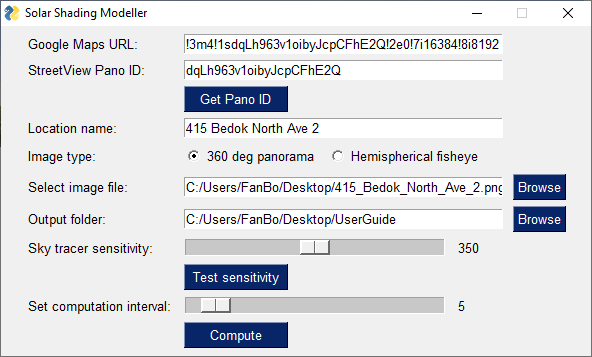 Solar Shading Modeller
Google Maps URL: !3m4!1sdqLh963v1oibyJcpCFhE2Q!2e0!7i16384!8i8192
StreetView Pano ID: dqLh963v1oibyJcpCFhE2Q
Get Pano ID
Location name: 415 Bedok North Ave 2
Image type: 360 deg panorama Hemispherical fisheye
Select image file: C:/Users/FanBo/Desktop/415_Bedok_North_Ave_2.png Browse
Output folder: C:/Users/FanBo/Desktop/UserGuide Browse
Sky tracer sensitivity: 350
Test sensitivity
Set computation interval: 5
Compute